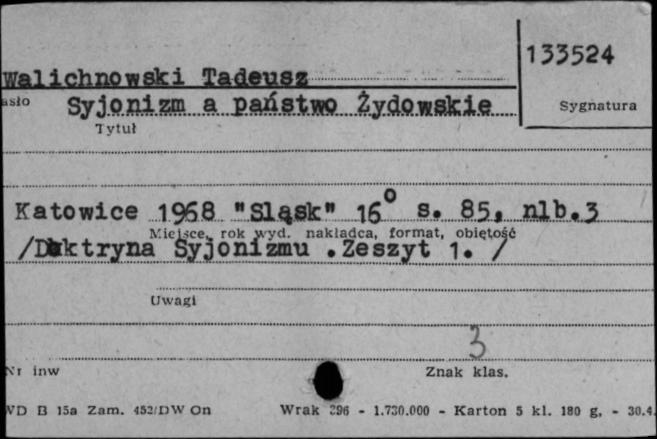 133524
Walichnowski Tadeusz
asło Syjonizm a państwo Żydowskie Sygnatura
Tytuł
Katowice 1968 "Sląsk" 16° s. 85, nlb.3
Miejsce, rok wyd. nakładca, format, objętość
/Doktryna Syjonizmu .Zeszyt 1. /
Uwagi
3
Nr inw Znak klas.
WD B 15a Zam. 452/DW On Wrak 296 - 1.730.000 - Karton 5 kl. 180 g. - 30.4.